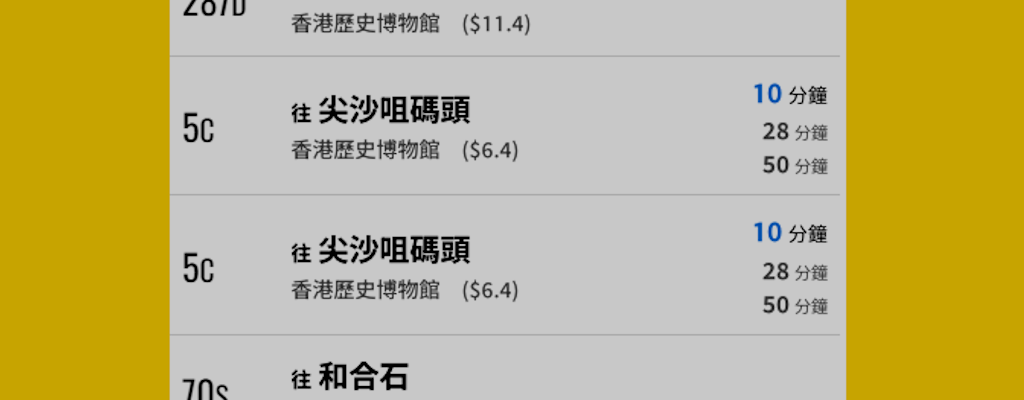 287D
香港歷史博物館 ($11.4)
5C 往 尖沙咀碼頭 10 分鐘
香港歷史博物館 ($6.4) 28 分鐘
50 分鐘
5C 往 尖沙咀碼頭 10 分鐘
香港歷史博物館 ($6.4) 28 分鐘
50 分鐘
70S 往 和合石